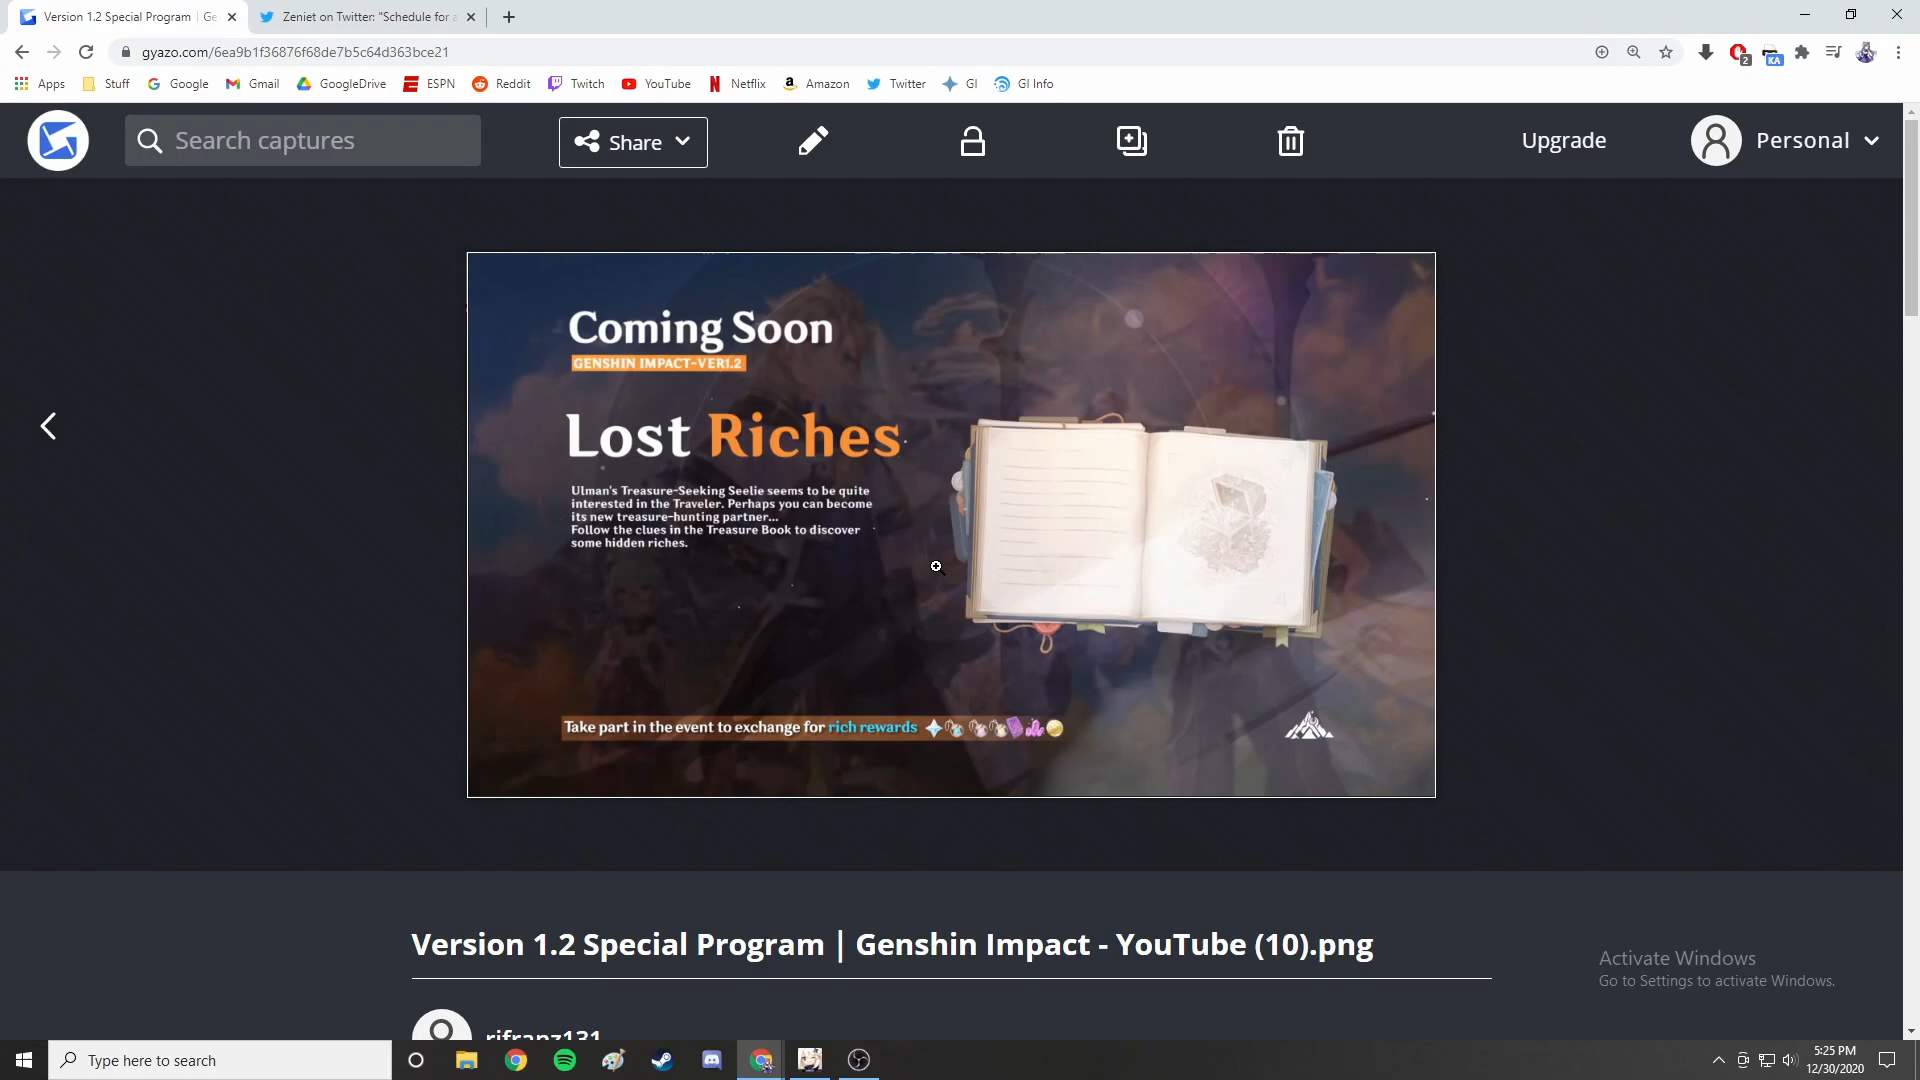 Version 1.2 Special Program | Ge
Zeniet on Twitter: "Schedule for a
gyazo.com/6ea9b1f36876f68de7b5c64d363bce21
2
KA
Apps Stuff Google Gmail GoogleDrive ESPN Reddit Twitch YouTube Netflix Amazon Twitter GI GI Info
Search captures
Share
Upgrade
Personal
Coming Soon
GENSHIN IMPACT-VER1.2
Lost Riches
Ulman's Treasure-Seeking Seelie seems to be quite
interested in the Traveler. Perhaps you can become
its new treasure-hunting partner...
Follow the clues in the Treasure Book to discover
some hidden riches.
Take part in the event to exchange for rich rewards
Version 1.2 Special Program | Genshin Impact - YouTube (10).png
rifranz131
Activate Windows
Go to Settings to activate Windows.
Type here to search
5:25 PM
12/30/2020